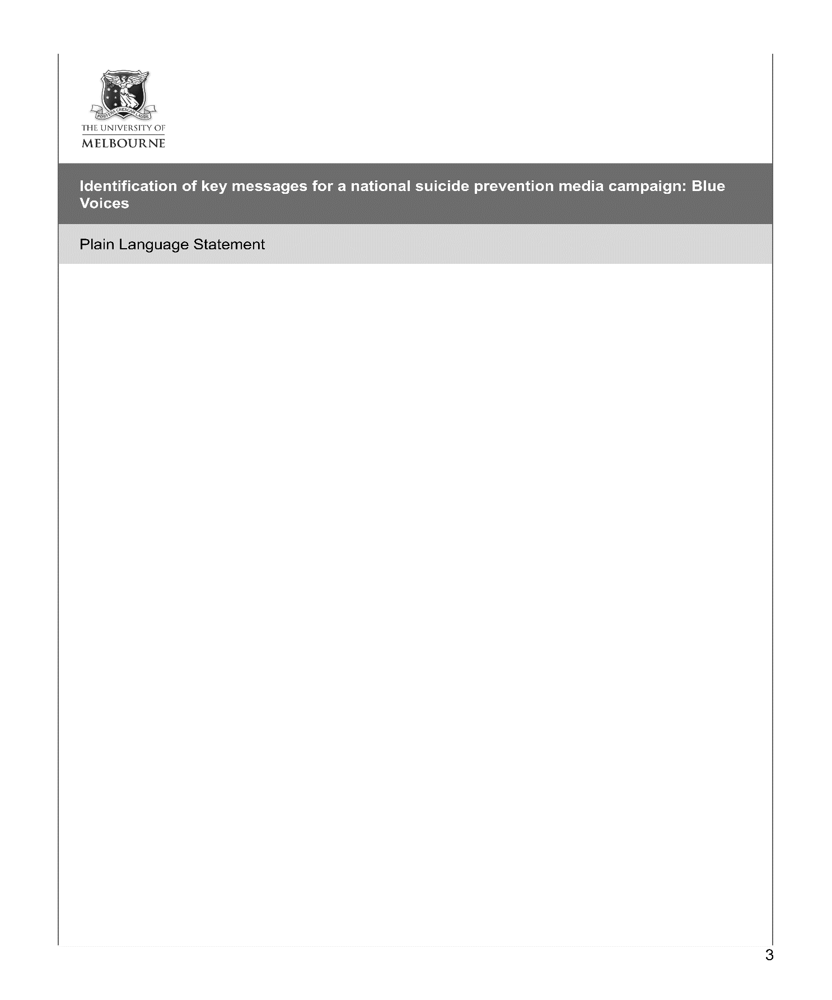 POSTERA CRESCAM LAUDE
THE UNIVERSITY OF
MELBOURNE
Identification of key messages for a national suicide prevention media campaign: Blue
Voices
Plain Language Statement
3